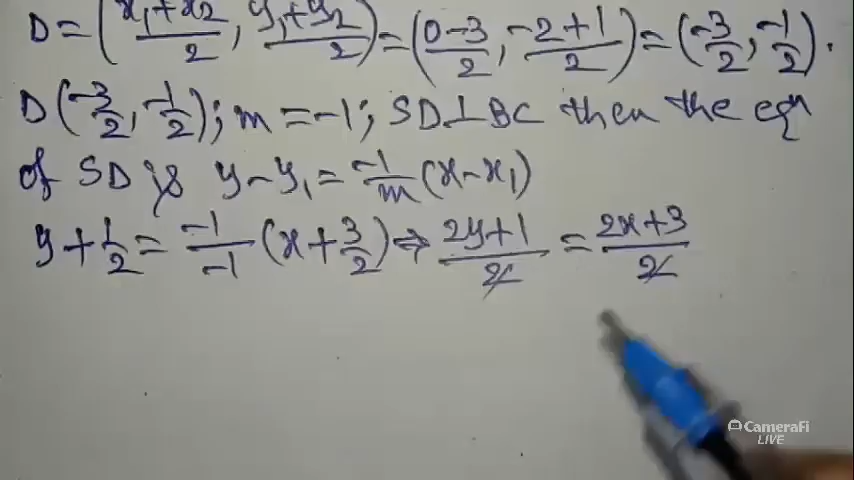 D = (x₁+x₂/2, y₁+y₂/2) = (0-3/2, -2+1/2) = (-3/2, -1/2).
D(-3/2, -1/2); m = -1; SD⊥BC then the eqn
of SD is y-y₁ = -1/m (x-x₁)
y+1/2 = -1/-1 (x+3/2) ⇒ 2y+1/2 = 2x+3/2
CameraFi
LIVE